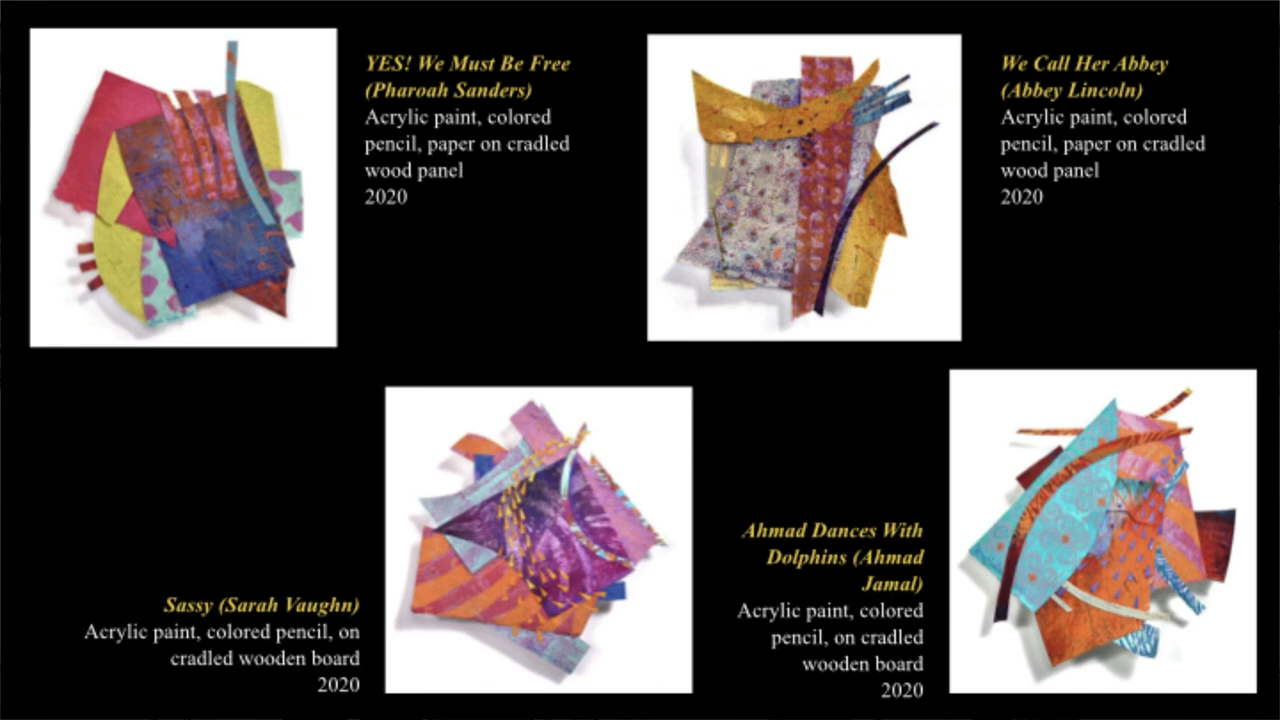 YES! We Must Be Free
(Pharoah Sanders)
Acrylic paint, colored
pencil, paper on cradled
wood panel
2020
We Call Her Abbey
(Abbey Lincoln)
Acrylic paint, colored
pencil, paper on cradled
wood panel
2020
Sassy (Sarah Vaughn)
Acrylic paint, colored pencil, on
cradled wooden board
2020
Ahmad Dances With
Dolphins (Ahmad
Jamal)
Acrylic paint, colored
pencil, on cradled
wooden board
2020